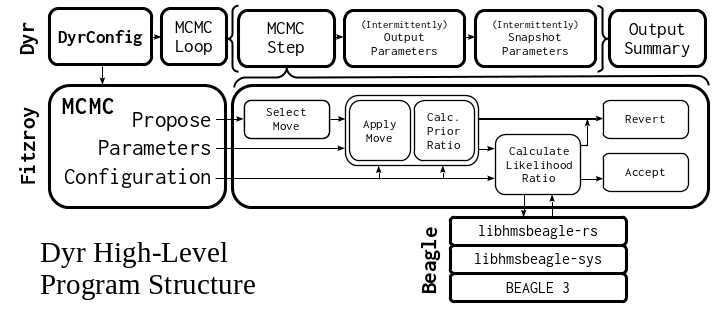 Dyr
DyrConfig
MCMC
Loop
MCMC
Step
(Intermittently)
Output
Parameters
(Intermittently)
Snapshot
Parameters
Output
Summary
Fitzroy
MCMC
Propose
Parameters
Configuration
Select
Move
Apply
Move
Calc.
Prior
Ratio
Calculate
Likelihood
Ratio
Revert
Accept
Beagle
libhmsbeagle-rs
libhmsbeagle-sys
BEAGLE 3
Dyr High-Level
Program Structure